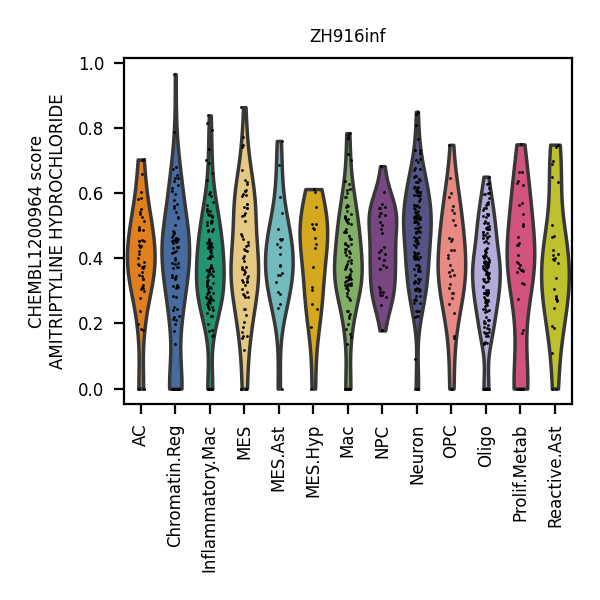 ZH916inf
CHEMBL1200964 score
AMITRIPTYLINE HYDROCHLORIDE
1.0
0.8
0.6
0.4
0.2
0.0
AC
Chromatin.Reg
Inflammatory.Mac
MES
MES.Ast
MES.Hyp
Mac
NPC
Neuron
OPC
Oligo
Prolif.Metab
Reactive.Ast